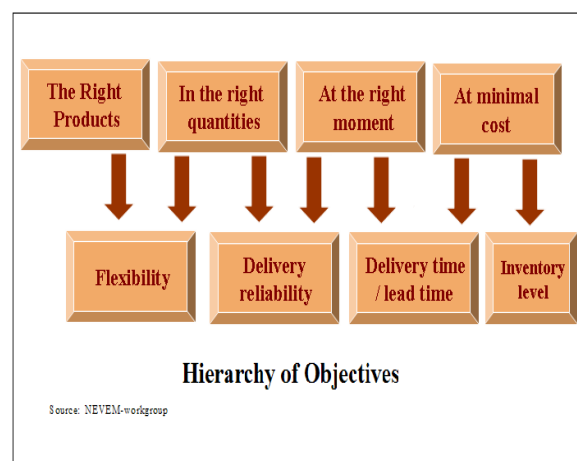 The Right
Products
In the right
quantities
At the right
moment
At minimal
cost
Flexibility
Delivery
reliability
Delivery time
/ lead time
Inventory
level
Hierarchy of Objectives
Source: NEVEM-workgroup